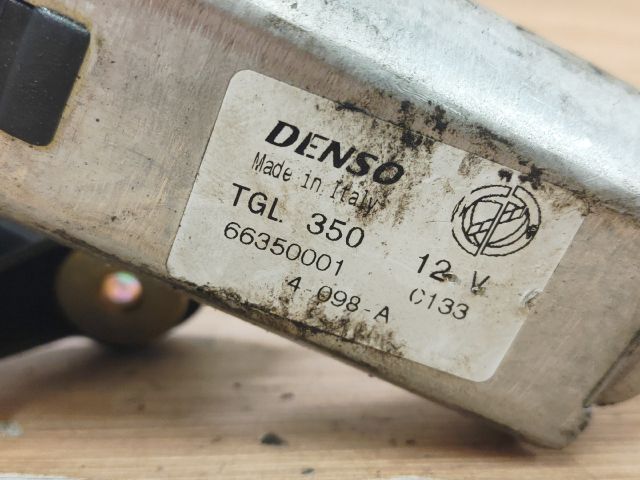 DENSO
Made in Italy
TGL 350
12 V
66350001
C133
4-098-A